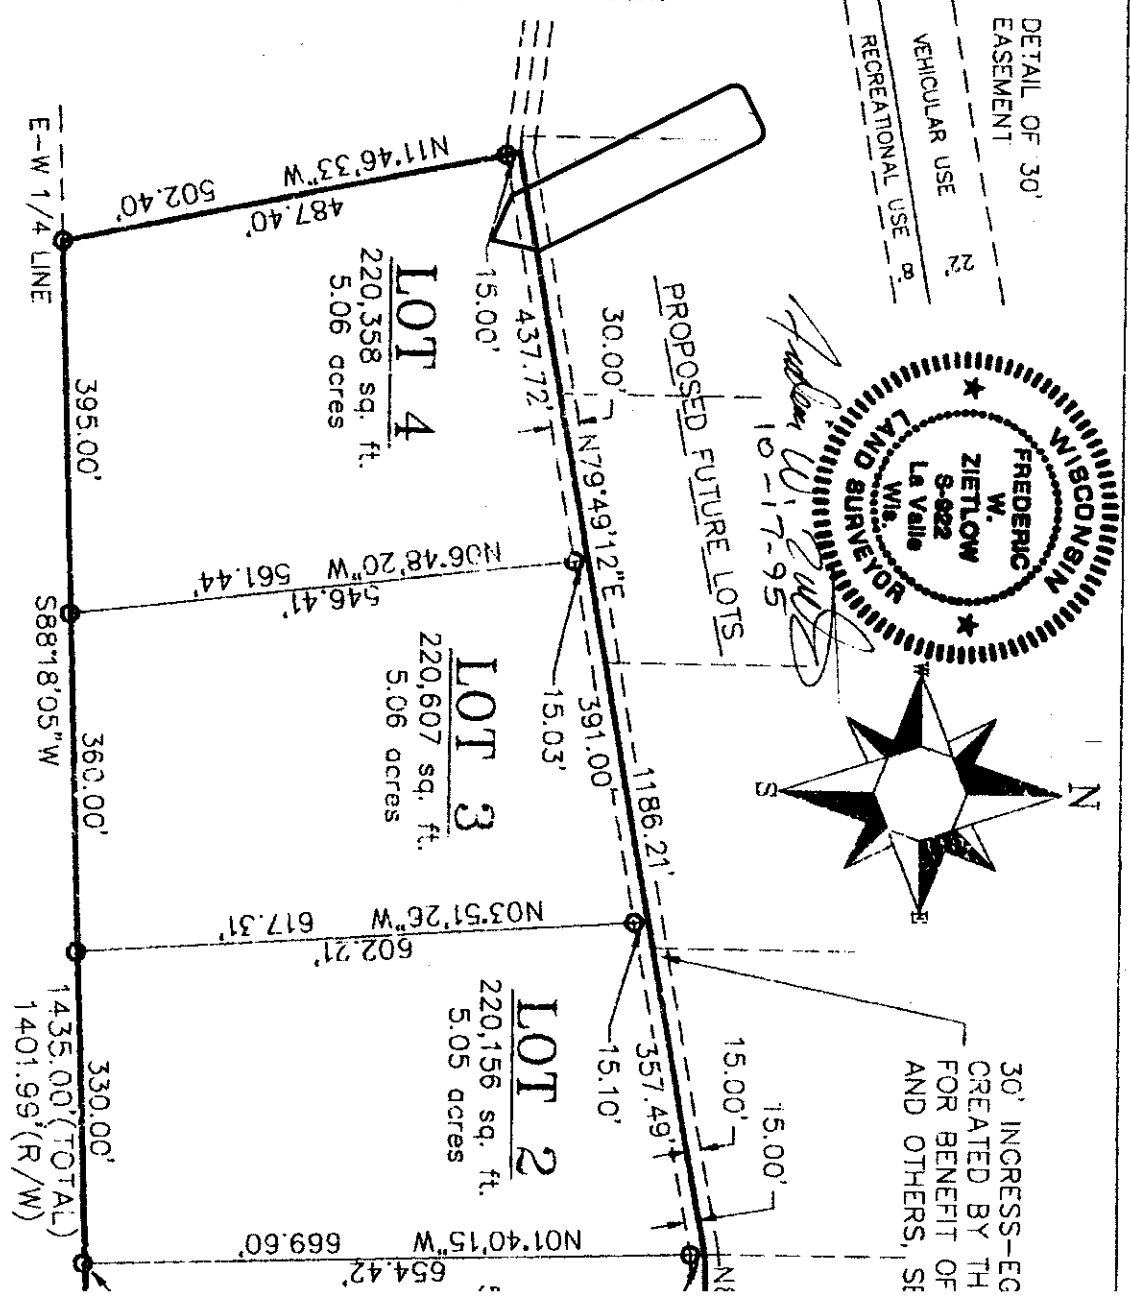 DETAIL OF 30'
EASEMENT
VEHICULAR USE 22'
RECREATIONAL USE 8'
WISCONSIN
FREDERIC
W.
ZIETLOW
S-622
La Valle
Wis.
LAND SURVEYOR
10-17-95
N
W
E
S
30' INGRESS-EG
CREATED BY TH
FOR BENEFIT OF
AND OTHERS, SE
PROPOSED FUTURE LOTS
30.00'
N79°49'12"E
1186.21'
15.00'
15.00'
437.72'
391.00'
357.49'
15.00'
15.03'
15.10'
LOT 4
220,358 sq. ft.
5.06 acres
LOT 3
220,607 sq. ft.
5.06 acres
LOT 2
220,156 sq. ft.
5.05 acres
N11°46'33"W
502.40'
487.40'
N06°48'20"W 561.44'
546.41'
N03°51'26"W 617.31'
602.21'
N01°40'15"W 669.60'
654.42'
E-W 1/4 LINE
395.00'
S88°18'05"W
360.00'
330.00'
1435.00'(TOTAL)
1401.99'(R/W)